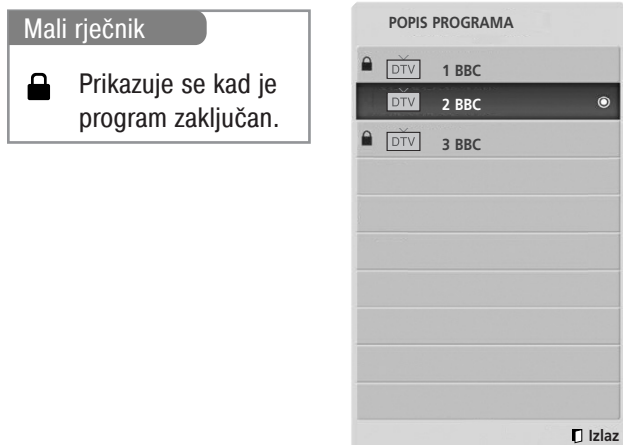 Mali rječnik
Prikazuje se kad je
program zaključan.
POPIS PROGRAMA
DTV 1 BBC
DTV 2 BBC
DTV 3 BBC
Izlaz